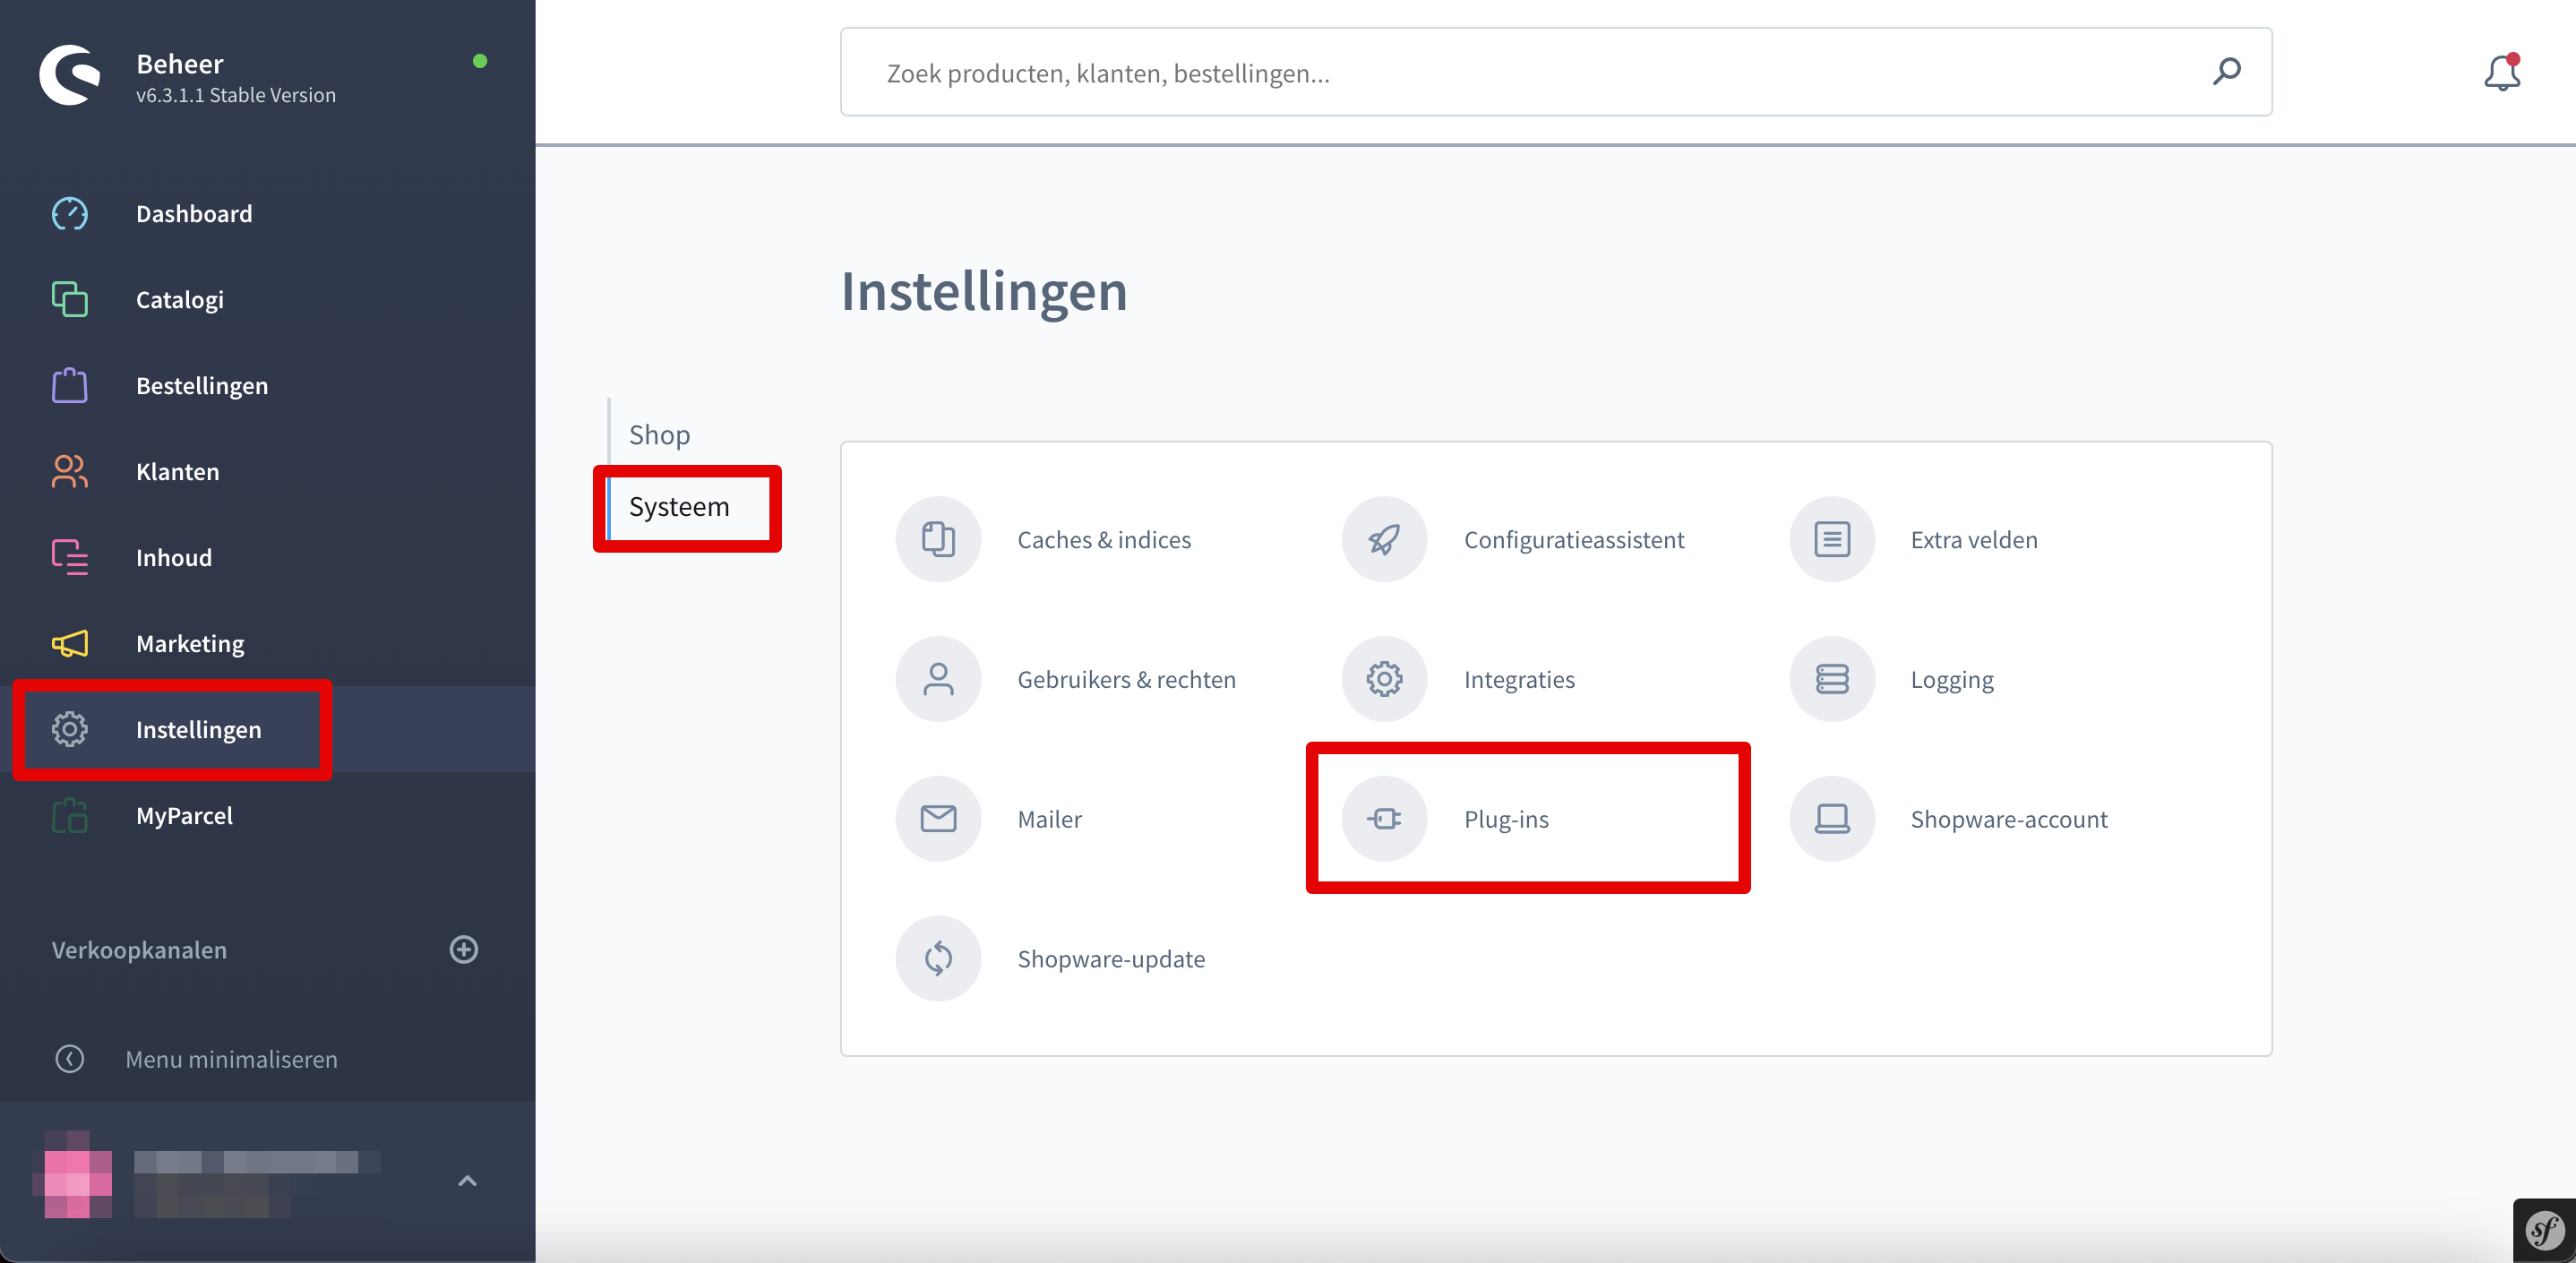 Beheer
v6.3.1.1 Stable Version
Zoek producten, klanten, bestellingen...
Dashboard
Catalogi
Bestellingen
Klanten
Inhoud
Marketing
Instellingen
MyParcel
Verkoopkanalen
Menu minimaliseren
Instellingen
Shop
Systeem
Caches & indices
Configuratieassistent
Extra velden
Gebruikers & rechten
Integraties
Logging
Mailer
Plug-ins
Shopware-account
Shopware-update
sf